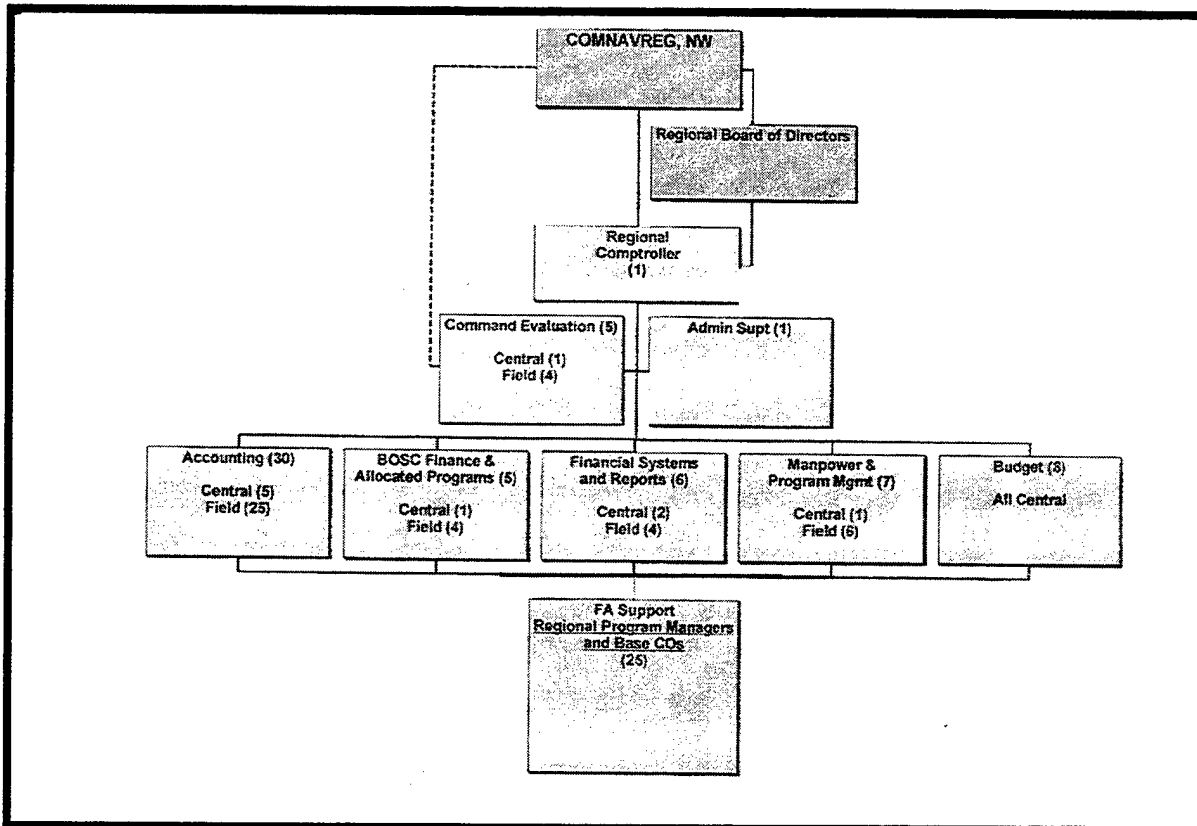 COMNAVREG, NW
Regional Board of Directors
Regional
Comptroller
(1)
Command Evaluation (5)
Central (1)
Field (4)
Admin Supt (1)
Accounting (30)
Central (5)
Field (25)
BOSC Finance &
Allocated Programs (5)
Central (1)
Field (4)
Financial Systems
and Reports (6)
Central (2)
Field (4)
Manpower &
Program Mgmt (7)
Central (1)
Field (6)
Budget (8)
All Central
FA Support
Regional Program Managers
and Base COs
(25)